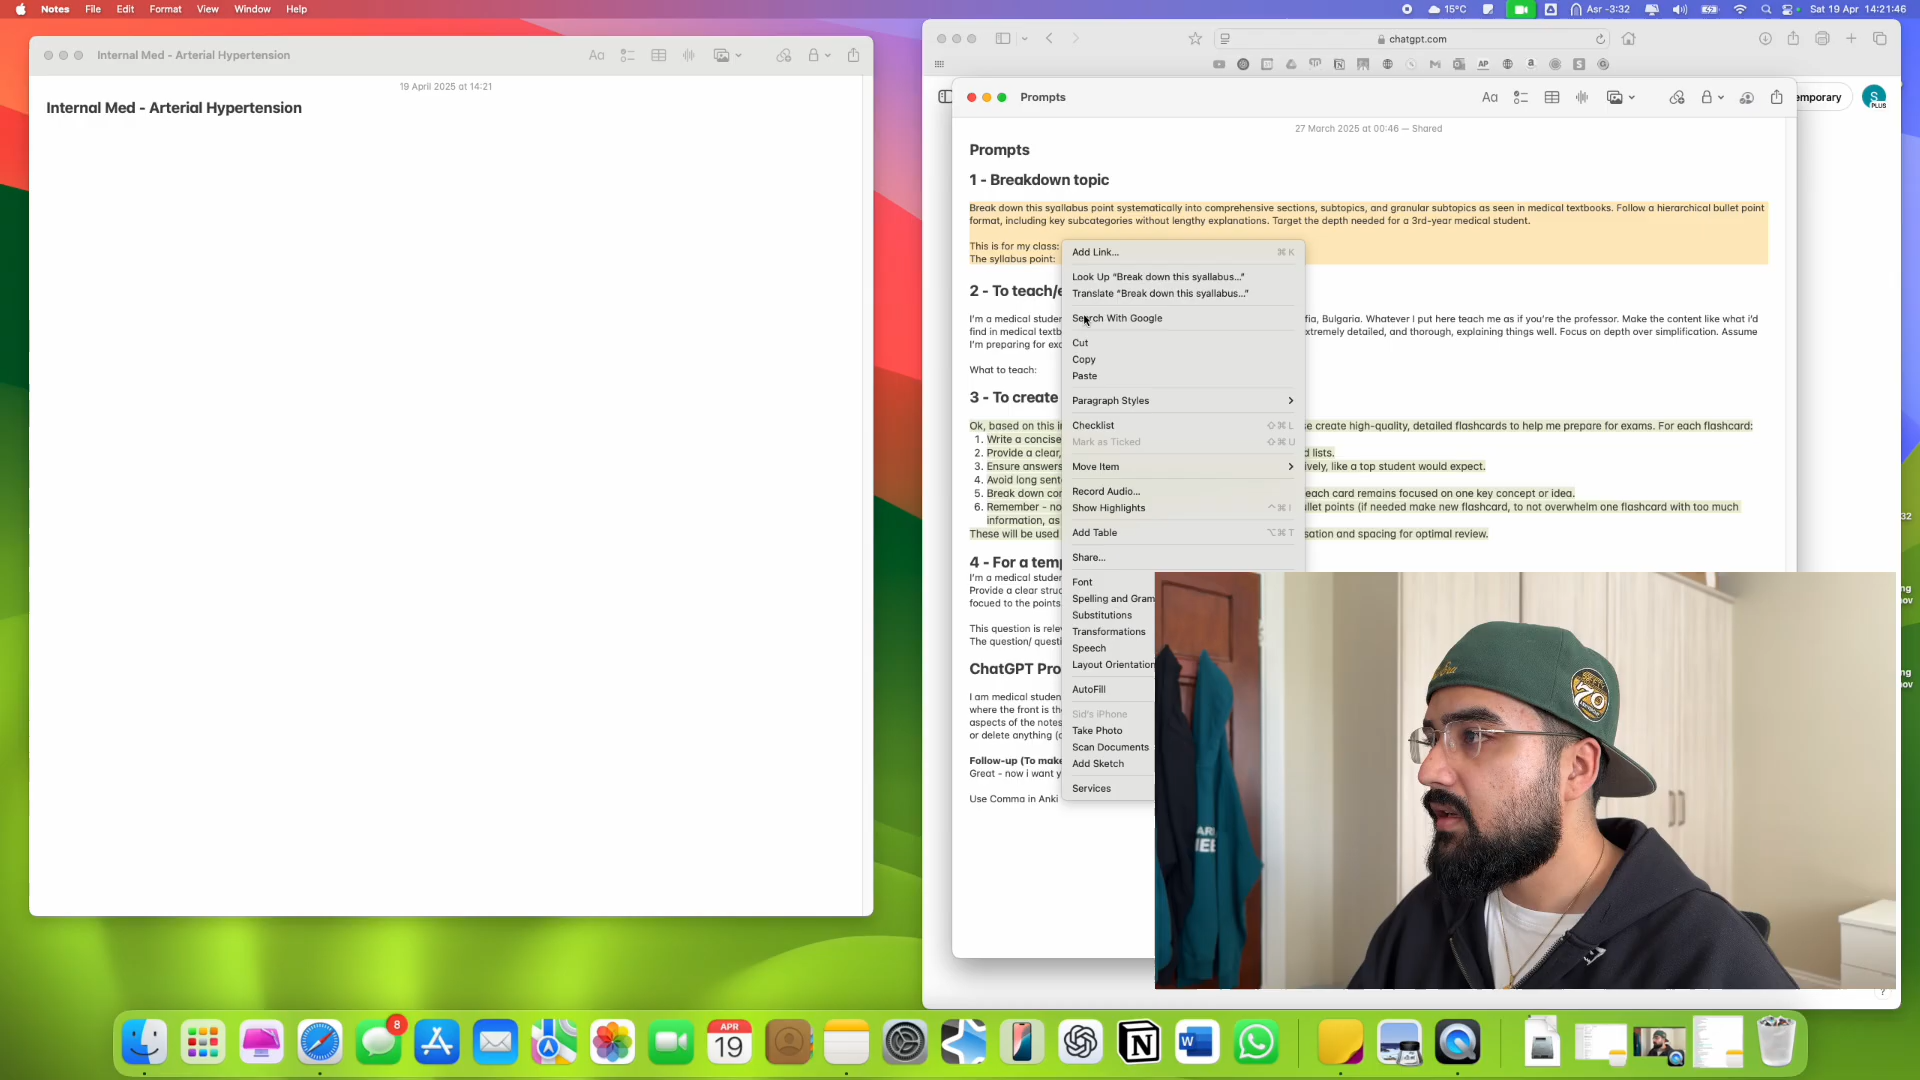 Notes File Edit Format View Window Help
15°C Asr -3:32 Sat 19 Apr 14:21:46
Internal Med - Arterial Hypertension
19 April 2025 at 14:21
Internal Med - Arterial Hypertension
chatgpt.com
Prompts
emporary
S
PLUS
27 March 2025 at 00:46 — Shared
Prompts
1 - Breakdown topic
Break down this syallabus point systematically into comprehensive sections, subtopics, and granular subtopics as seen in medical textbooks. Follow a hierarchical bullet point
format, including key subcategories without lengthy explanations. Target the depth needed for a 3rd-year medical student.
This is for my class:
The syllabus point:
2 - To teach/e
I'm a medical studen
fia, Bulgaria. Whatever I put here teach me as if you're the professor. Make the content like what i'd
find in medical textb
xtremely detailed, and thorough, explaining things well. Focus on depth over simplification. Assume
I'm preparing for exa
What to teach:
3 - To create
Ok, based on this in
se create high-quality, detailed flashcards to help me prepare for exams. For each flashcard:
1. Write a concise
2. Provide a clear,
d lists.
3. Ensure answers
ively, like a top student would expect.
4. Avoid long sent
5. Break down con
each card remains focused on one key concept or idea.
6. Remember - no
llet points (if needed make new flashcard, to not overwhelm one flashcard with too much
information, as
These will be used
sation and spacing for optimal review.
4 - For a temp
I'm a medical studen
Provide a clear struc
focued to the points
This question is rele
The question/ questi
ChatGPT Pro
I am medical studen
where the front is th
aspects of the notes
or delete anything (c
Follow-up (To make
Great - now i want y
Use Comma in Anki
Add Link... ⌘K
Look Up “Break down this syallabus...”
Translate “Break down this syallabus...”
Search With Google
Cut
Copy
Paste
Paragraph Styles
Checklist ⇧⌘L
Mark as Ticked ⇧⌘U
Move Item
Record Audio...
Show Highlights ^⌘I
Add Table ⌥⌘T
Share...
Font
Spelling and Gram
Substitutions
Transformations
Speech
Layout Orientation
AutoFill
Sid's iPhone
Take Photo
Scan Documents
Add Sketch
Services
32
ng
nov
ng
nov
70
?
8
APR
19